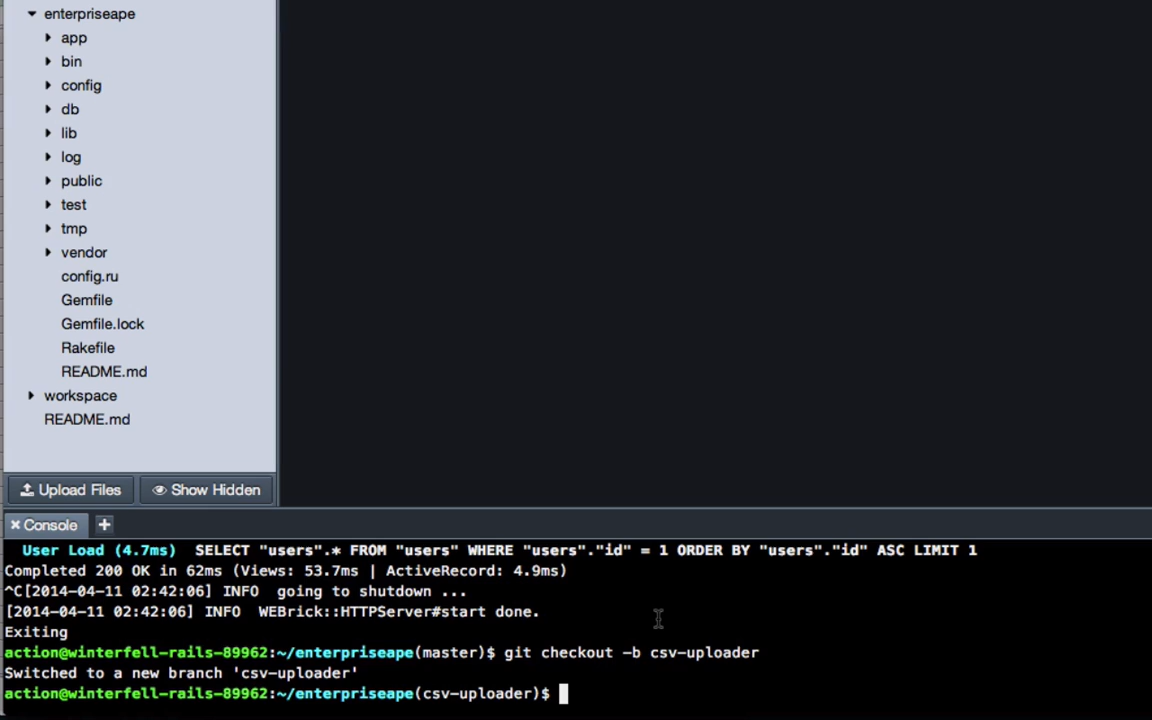 enterpriseape
app
bin
config
db
lib
log
public
test
tmp
vendor
config.ru
Gemfile
Gemfile.lock
Rakefile
README.md
workspace
README.md
Upload Files
Show Hidden
Console
User Load (4.7ms)  SELECT "users".* FROM "users" WHERE "users"."id" = 1 ORDER BY "users"."id" ASC LIMIT 1
Completed 200 OK in 62ms (Views: 53.7ms | ActiveRecord: 4.9ms)
^C[2014-04-11 02:42:06] INFO  going to shutdown ...
[2014-04-11 02:42:06] INFO  WEBrick::HTTPServer#start done.
Exiting
action@winterfell-rails-89962:~/enterpriseape(master)$ git checkout -b csv-uploader
Switched to a new branch 'csv-uploader'
action@winterfell-rails-89962:~/enterpriseape(csv-uploader)$